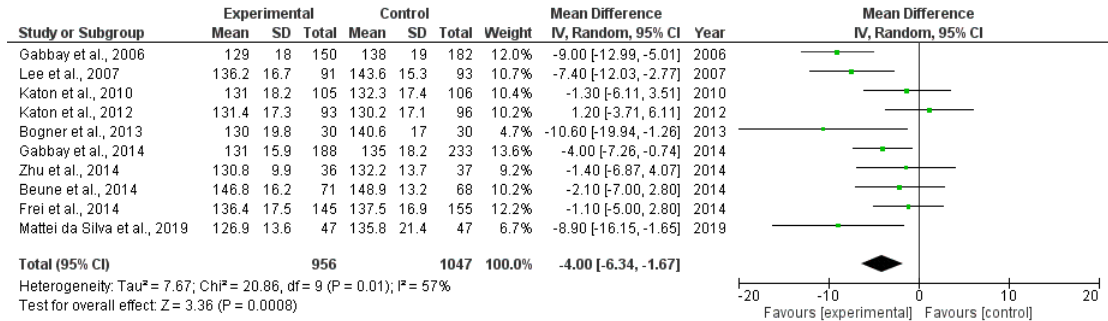 Experimental Control Mean Difference Mean Difference
Study or Subgroup Mean SD Total Mean SD Total Weight IV, Random, 95% CI Year IV, Random, 95% CI
Gabbay et al., 2006 129 18 150 138 19 182 12.0% -9.00 [-12.99, -5.01] 2006
Lee et al., 2007 136.2 16.7 91 143.6 15.3 93 10.7% -7.40 [-12.03, -2.77] 2007
Katon et al., 2010 131 18.2 105 132.3 17.4 106 10.4% -1.30 [-6.11, 3.51] 2010
Katon et al., 2012 131.4 17.3 93 130.2 17.1 96 10.2% 1.20 [-3.71, 6.11] 2012
Bogner et al., 2013 130 19.8 30 140.6 17 30 4.7% -10.60 [-19.94, -1.26] 2013
Gabbay et al., 2014 131 15.9 188 135 18.2 233 13.6% -4.00 [-7.26, -0.74] 2014
Zhu et al., 2014 130.8 9.9 36 132.2 13.7 37 9.2% -1.40 [-6.87, 4.07] 2014
Beune et al., 2014 146.8 16.2 71 148.9 13.2 68 10.2% -2.10 [-7.00, 2.80] 2014
Frei et al., 2014 136.4 17.5 145 137.5 16.9 155 12.2% -1.10 [-5.00, 2.80] 2014
Mattei da Silva et al., 2019 126.9 13.6 47 135.8 21.4 47 6.7% -8.90 [-16.15, -1.65] 2019
Total (95% CI) 956 1047 100.0% -4.00 [-6.34, -1.67]
Heterogeneity: Tau² = 7.67; Chi² = 20.86, df = 9 (P = 0.01); I² = 57%
Test for overall effect: Z = 3.36 (P = 0.0008)
-20 -10 0 10 20
Favours [experimental] Favours [control]